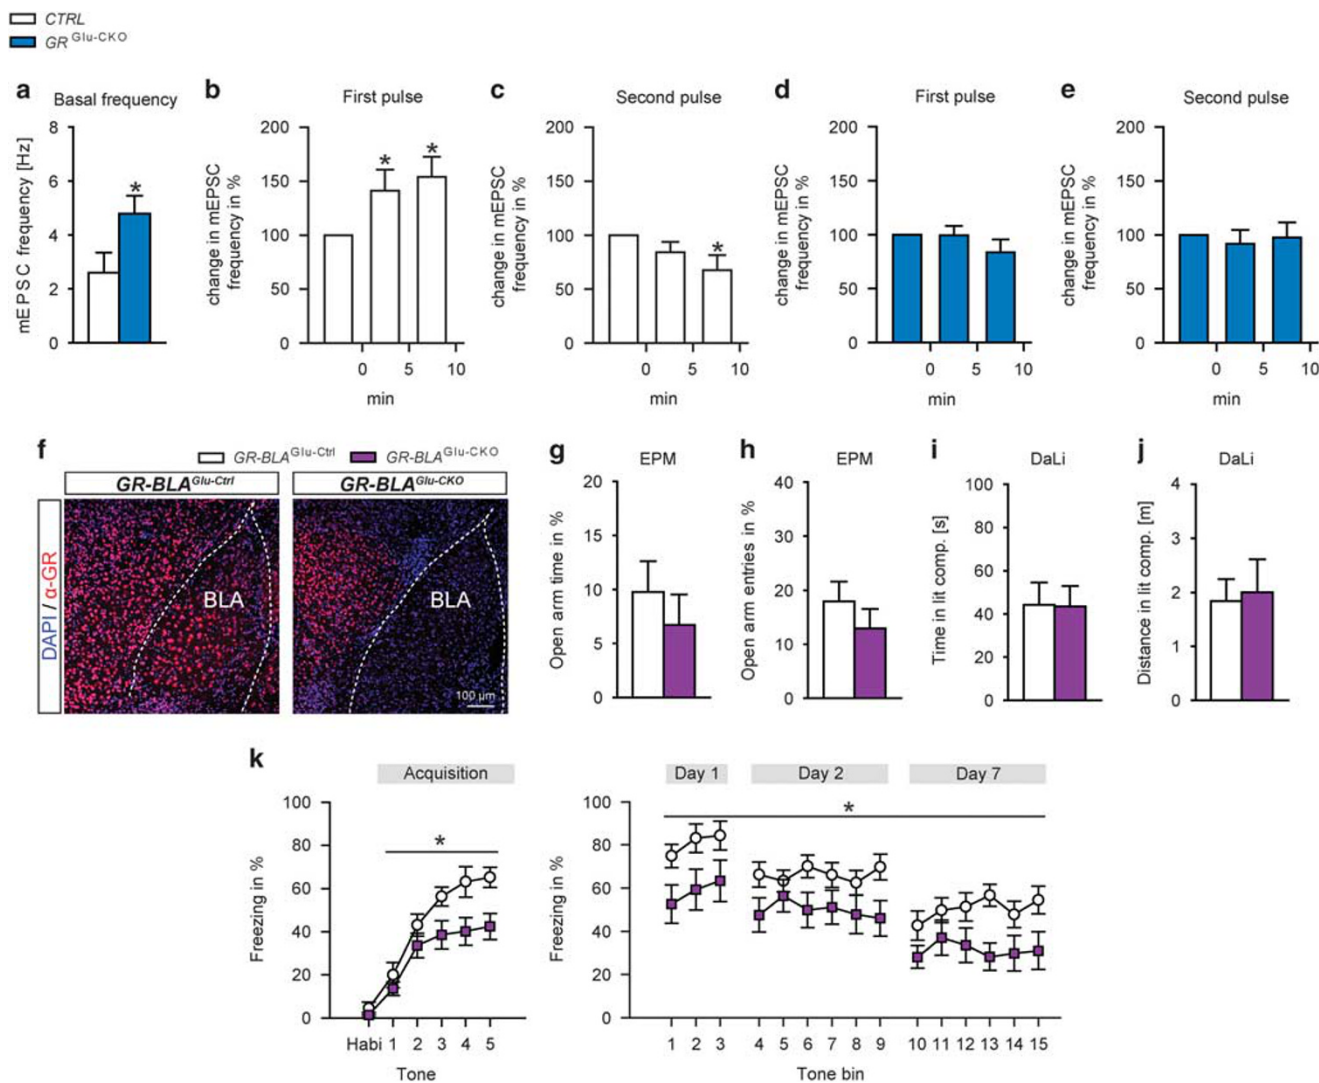 CTRL
GR Glu-CKO
a
Basal frequency
mEPSC frequency [Hz]
8
6
4
2
0
*
b
First pulse
change in mEPSC
frequency in %
200
150
100
50
0
* *
0 5 10
min
c
Second pulse
change in mEPSC
frequency in %
200
150
100
50
0
*
0 5 10
min
d
First pulse
change in mEPSC
frequency in %
200
150
100
50
0
0 5 10
min
e
Second pulse
change in mEPSC
frequency in %
200
150
100
50
0
0 5 10
min
f
GR-BLA Glu-Ctrl GR-BLA Glu-CKO
GR-BLA Glu-Ctrl
GR-BLA Glu-CKO
DAPI / α-GR
BLA
BLA
100 µm
g
EPM
Open arm time in %
20
15
10
5
0
h
EPM
Open arm entries in %
40
30
20
10
0
i
DaLi
Time in lit comp. [s]
100
80
60
40
20
0
j
DaLi
Distance in lit comp. [m]
4
3
2
1
0
k
Acquisition
Freezing in %
100
80
60
40
20
0
*
Habi 1 2 3 4 5
Tone
Day 1 Day 2 Day 7
Freezing in %
100
80
60
40
20
0
*
1 2 3 4 5 6 7 8 9 10 11 12 13 14 15
Tone bin